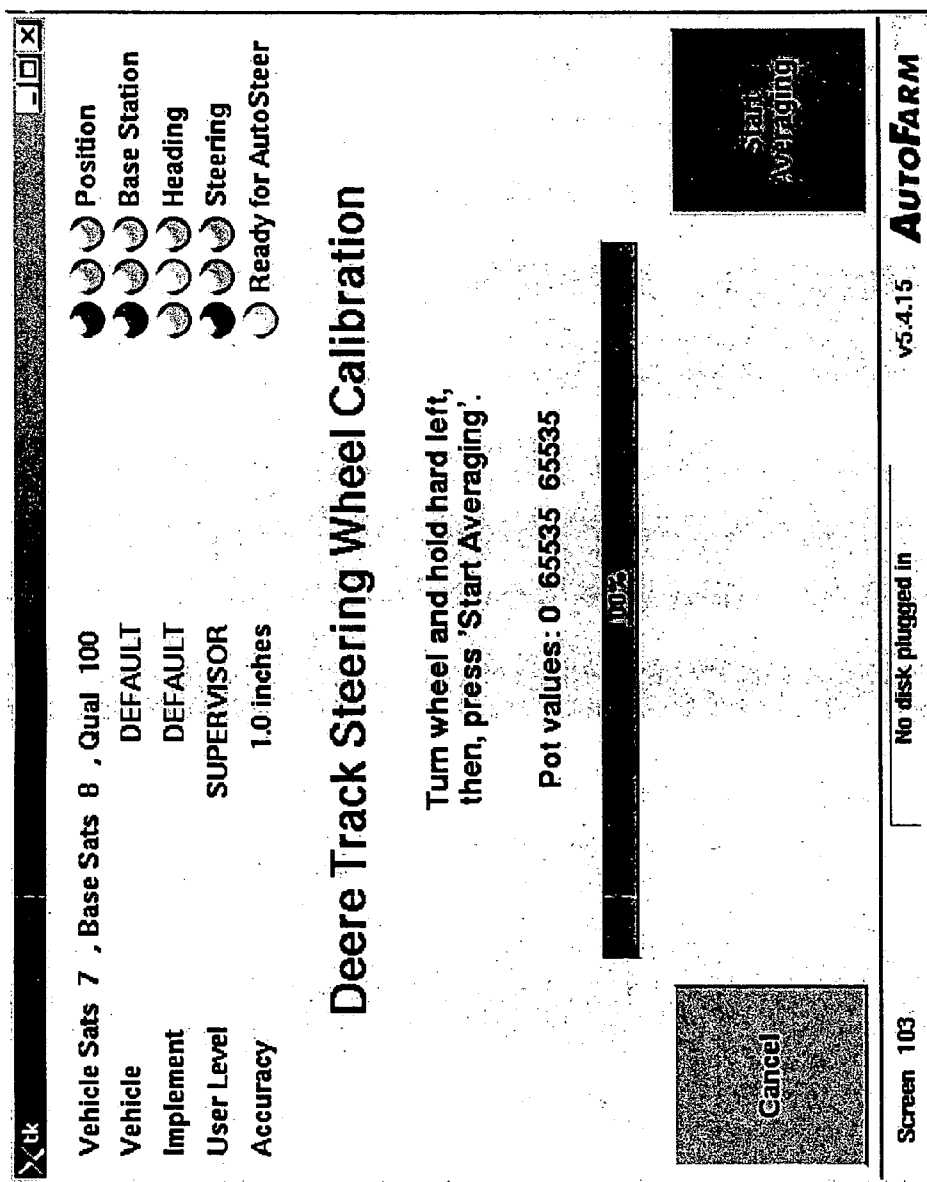 tk
Vehicle Sats 7 , Base Sats 8 , Qual 100
Position
Vehicle DEFAULT
Base Station
Implement DEFAULT
Heading
User Level SUPERVISOR
Steering
Accuracy 1.0 inches
Ready for AutoSteer
Deere Track Steering Wheel Calibration
Turn wheel and hold hard left,
then, press 'Start Averaging'.
Pot values: 0 65535 65535
100%
Cancel
Start
Averaging
Screen 103
No disk plugged in
v5.4.15
AUTOFARM